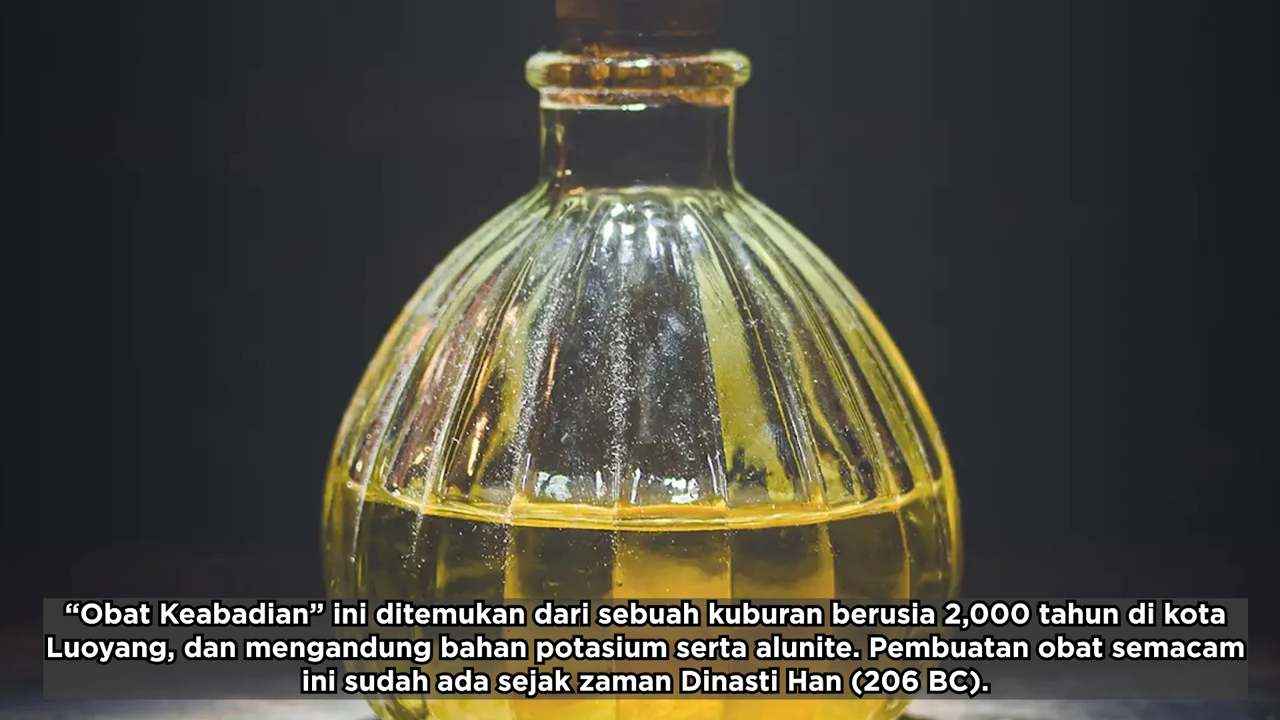 “Obat Keabadian” ini ditemukan dari sebuah kuburan berusia 2,000 tahun di kota
Luoyang, dan mengandung bahan potasium serta alunite. Pembuatan obat semacam
ini sudah ada sejak zaman Dinasti Han (206 BC).